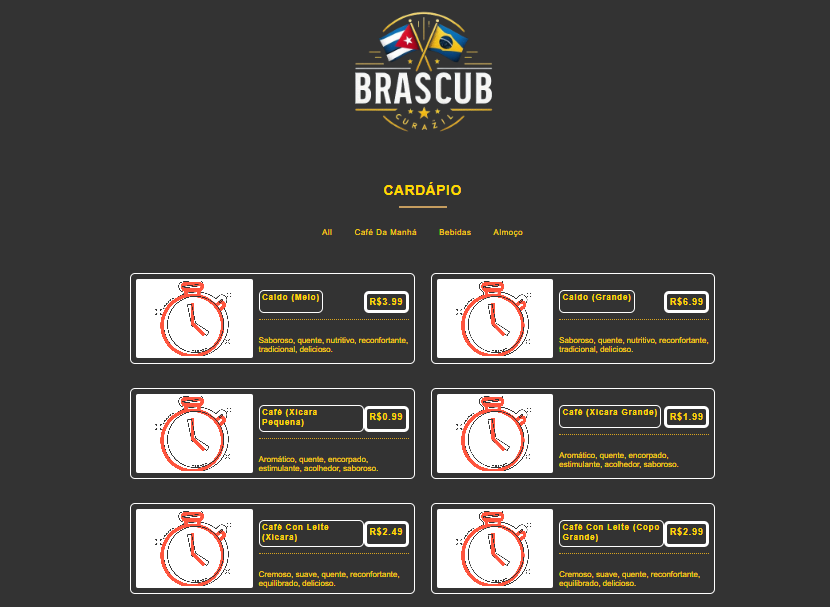 BRASCUB
CURAZIL
CARDÁPIO
All Café Da Manhá Bebidas Almoço
Caldo (Meio) R$3.99
Saboroso, quente, nutritivo, reconfortante,
tradicional, delicioso.
Caldo (Grande) R$6.99
Saboroso, quente, nutritivo, reconfortante,
tradicional, delicioso.
Café (Xicara
Pequena) R$0.99
Aromático, quente, encorpado,
estimulante, acolhedor, saboroso.
Café (Xicara Grande) R$1.99
Aromático, quente, encorpado,
estimulante, acolhedor, saboroso.
Café Con Leite
(Xicara) R$2.49
Cremoso, suave, quente, reconfortante,
equilibrado, delicioso.
Café Con Leite (Copo
Grande) R$2.99
Cremoso, suave, quente, reconfortante,
equilibrado, delicioso.